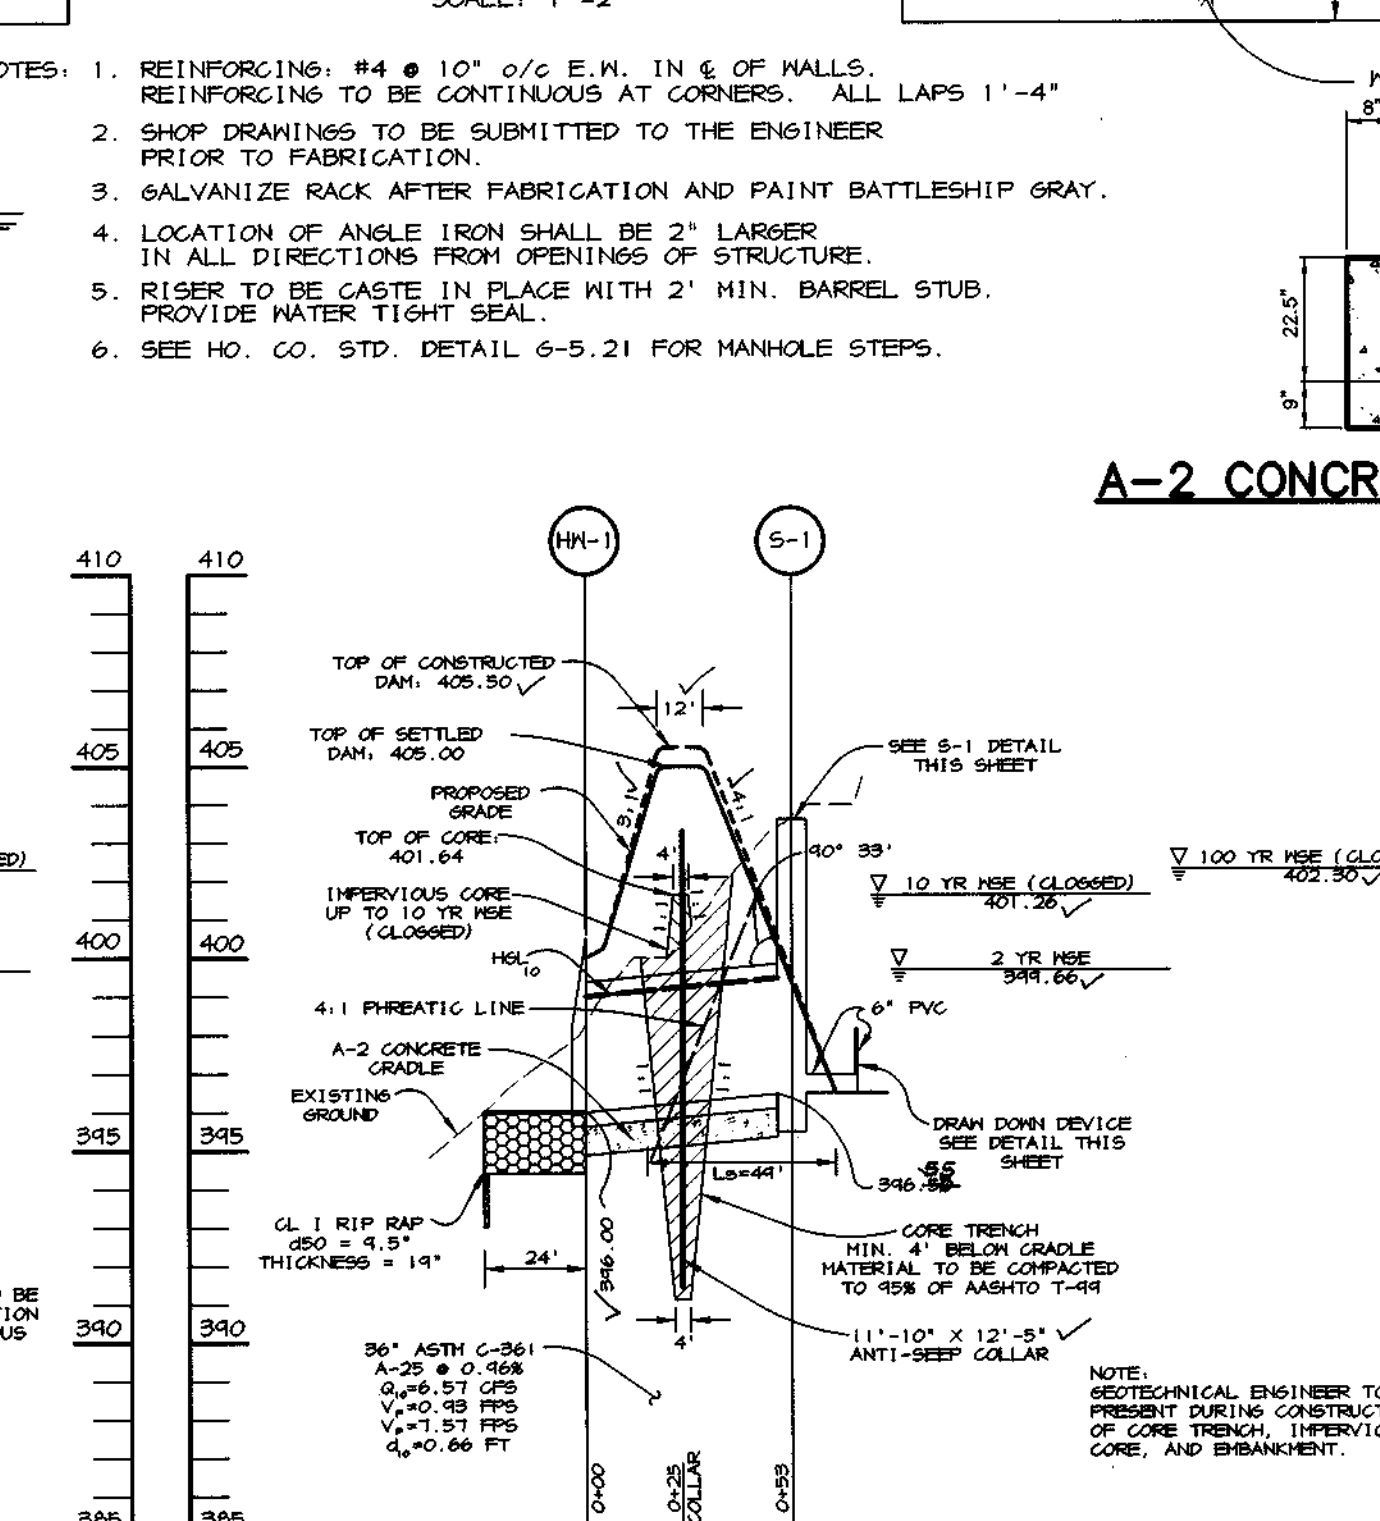 NOTES: 1. REINFORCING: #4 @ 10" o/c E.W. IN ℄ OF WALLS.
REINFORCING TO BE CONTINUOUS AT CORNERS. ALL LAPS 1'-4"
2. SHOP DRAWINGS TO BE SUBMITTED TO THE ENGINEER
PRIOR TO FABRICATION.
3. GALVANIZE RACK AFTER FABRICATION AND PAINT BATTLESHIP GRAY.
4. LOCATION OF ANGLE IRON SHALL BE 2" LARGER
IN ALL DIRECTIONS FROM OPENINGS OF STRUCTURE.
5. RISER TO BE CASTE IN PLACE WITH 2' MIN. BARREL STUB.
PROVIDE WATER TIGHT SEAL.
6. SEE HO. CO. STD. DETAIL G-5.21 FOR MANHOLE STEPS.
8"
22.5"
9"
A-2 CONCR
HW-1
S-1
410 410
TOP OF CONSTRUCTED
DAM: 405.50
12'
TOP OF SETTLED
DAM: 405.00
405 405
SEE S-1 DETAIL
THIS SHEET
PROPOSED
GRADE
3:1
4:1
TOP OF CORE:
401.64
4'
90° 33'
IMPERVIOUS CORE
UP TO 10 YR WSE
(CLOGGED)
10 YR WSE (CLOGGED)
401.26
100 YR WSE (CLO
402.30
400 400
HGL10
2 YR WSE
399.66
4:1 PHREATIC LINE
6" PVC
A-2 CONCRETE
CRADLE
EXISTING
GROUND
395 395
DRAW DOWN DEVICE
SEE DETAIL THIS
SHEET
Ls=49'
396.55
CL I RIP RAP
d50 = 9.5"
THICKNESS = 19"
24'
396.00
CORE TRENCH
MIN. 4' BELOW CRADLE
MATERIAL TO BE COMPACTED
TO 95% OF AASHTO T-99
390 390
4'
11'-10" X 12'-5"
ANTI-SEEP COLLAR
36" ASTM C-361
A-25 @ 0.96%
Q10=6.57 CFS
=0.93 FPS
=7.57 FPS
d10=0.66 FT
NOTE:
GEOTECHNICAL ENGINEER TO
PRESENT DURING CONSTRUCT
OF CORE TRENCH, IMPERVIO
CORE, AND EMBANKMENT.
0+00
0+25
COLLAR
0+53
385 385
ED)
BE
TION
US